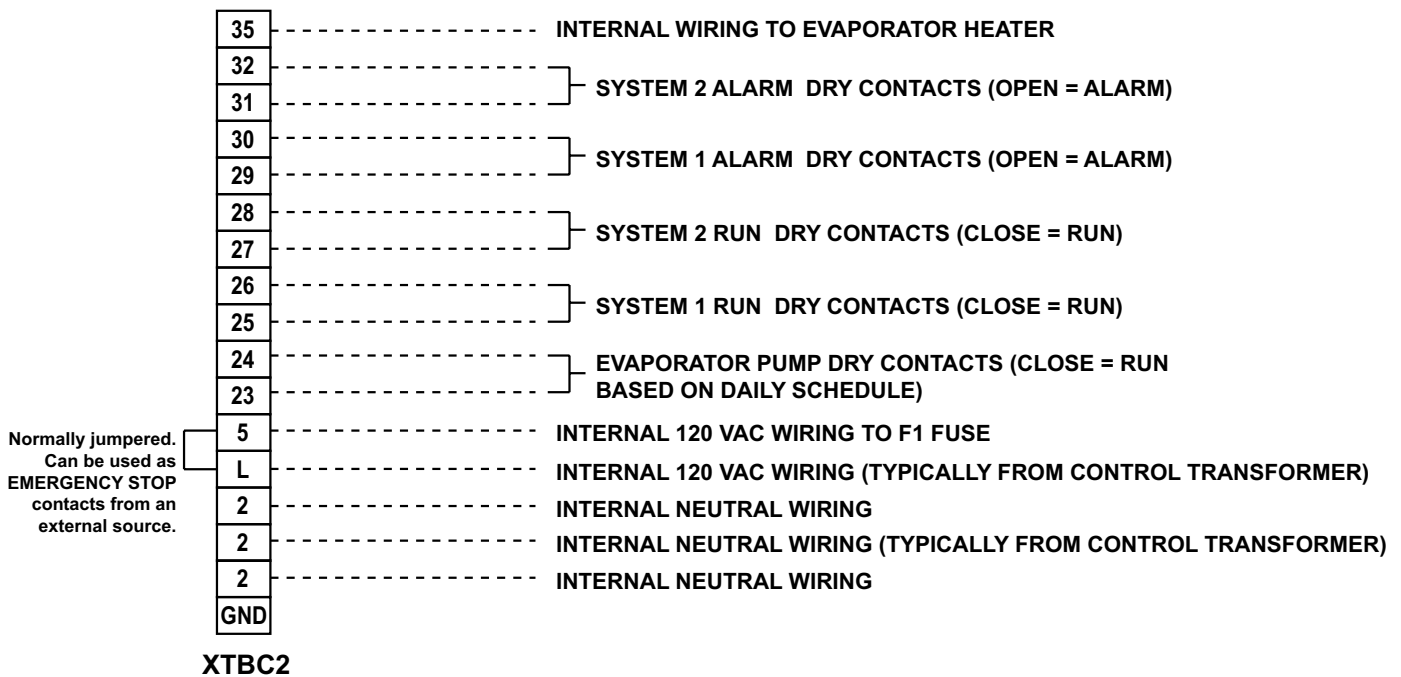 35 INTERNAL WIRING TO EVAPORATOR HEATER
32
SYSTEM 2 ALARM DRY CONTACTS (OPEN = ALARM)
31
30
SYSTEM 1 ALARM DRY CONTACTS (OPEN = ALARM)
29
28
SYSTEM 2 RUN DRY CONTACTS (CLOSE = RUN)
27
26
SYSTEM 1 RUN DRY CONTACTS (CLOSE = RUN)
25
24
EVAPORATOR PUMP DRY CONTACTS (CLOSE = RUN
BASED ON DAILY SCHEDULE)
23
5 INTERNAL 120 VAC WIRING TO F1 FUSE
L INTERNAL 120 VAC WIRING (TYPICALLY FROM CONTROL TRANSFORMER)
2 INTERNAL NEUTRAL WIRING
2 INTERNAL NEUTRAL WIRING (TYPICALLY FROM CONTROL TRANSFORMER)
2 INTERNAL NEUTRAL WIRING
GND
Normally jumpered.
Can be used as
EMERGENCY STOP
contacts from an
external source.
XTBC2